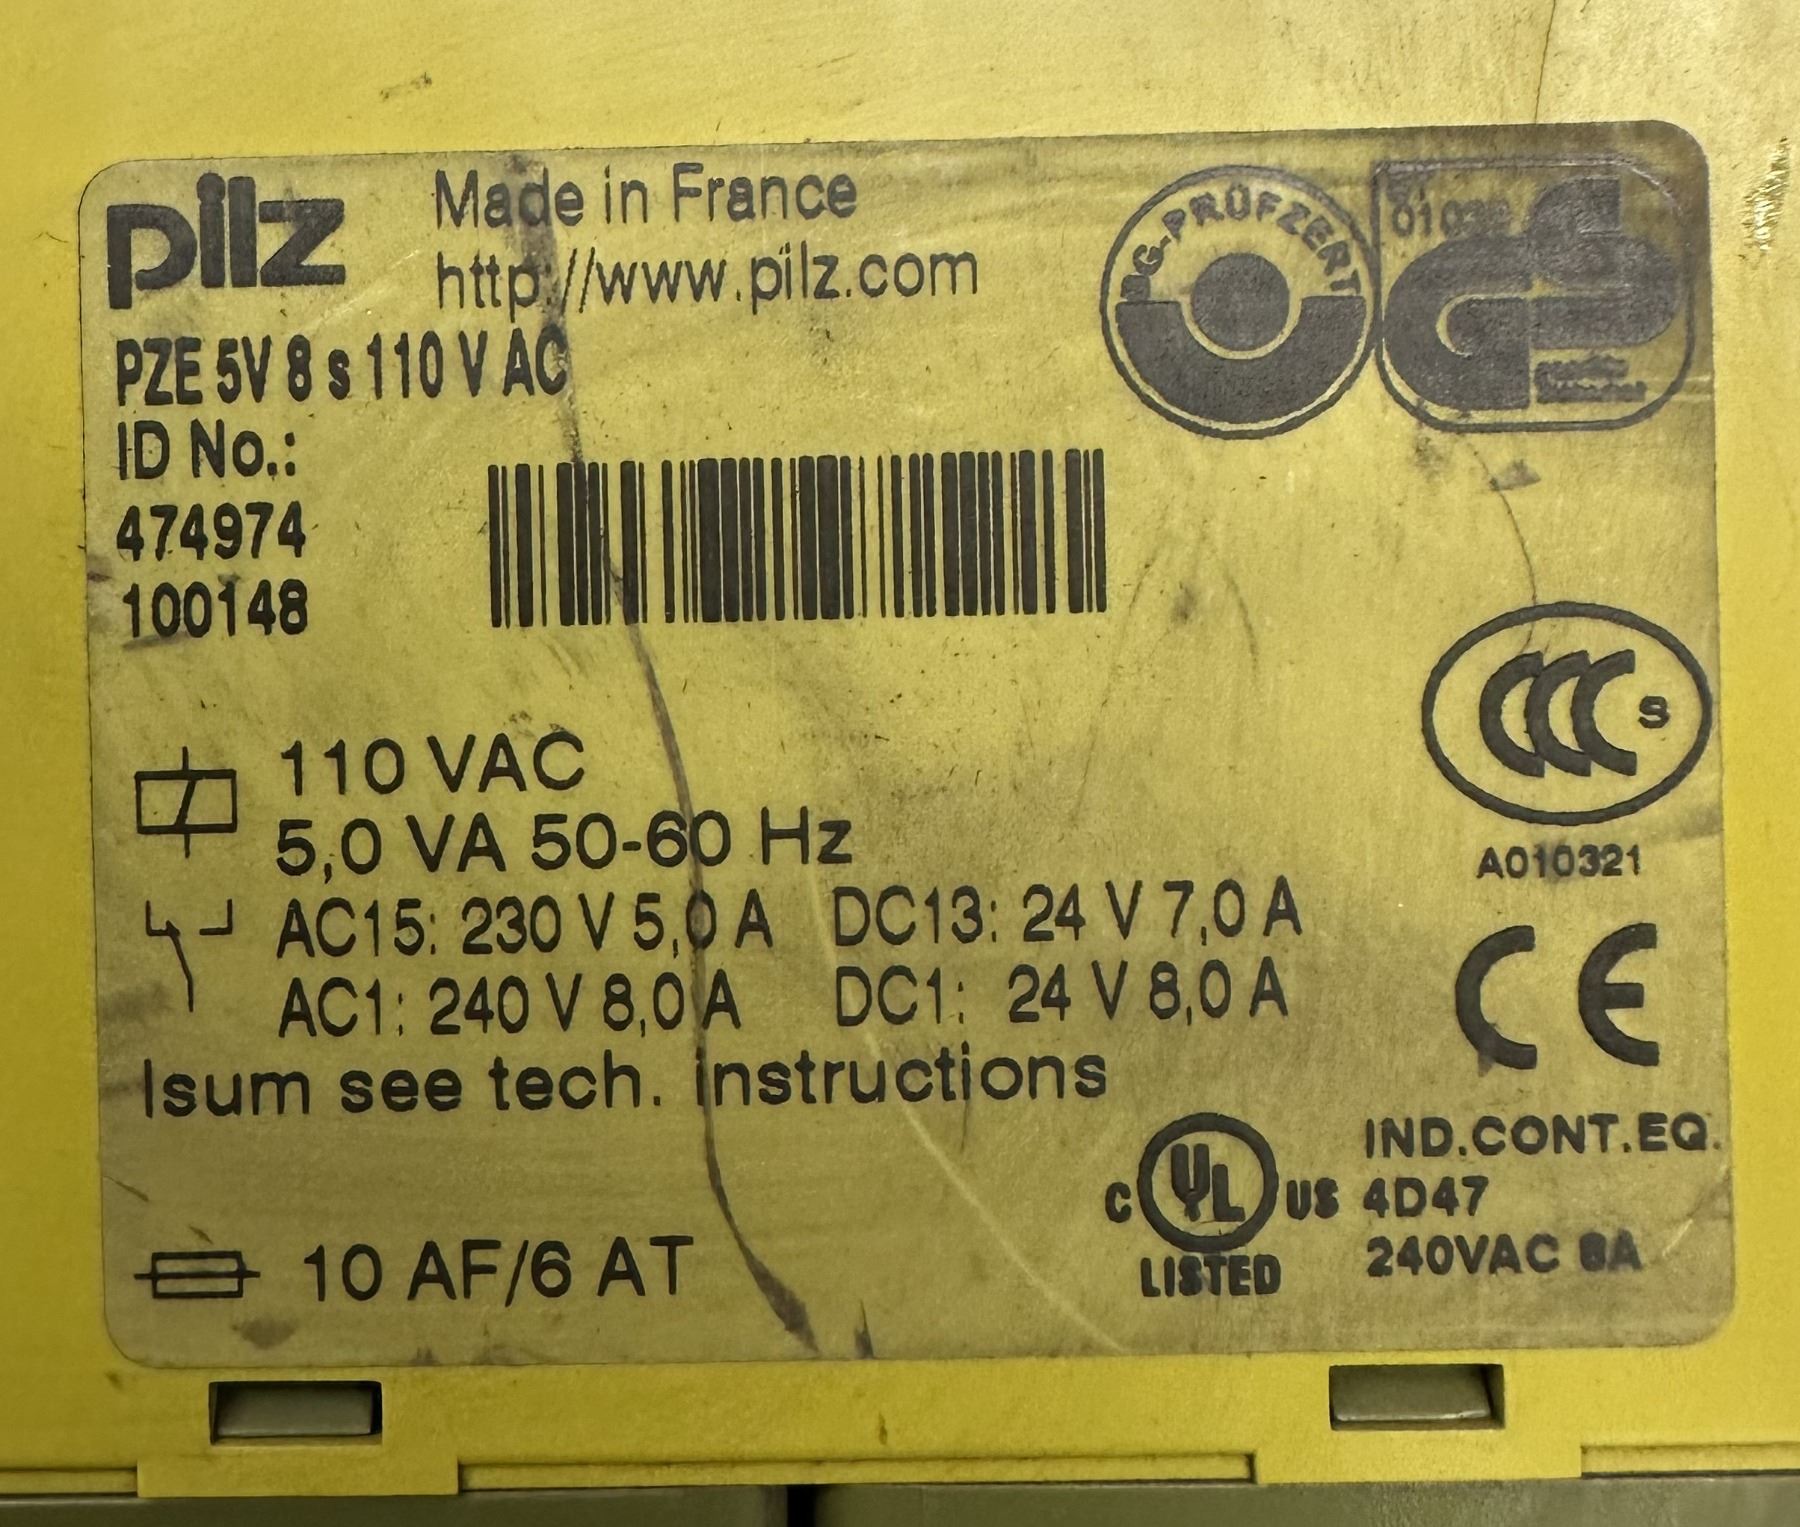 pilz
Made in France
http://www.pilz.com
BG-PRÜFZERT
PZE 5V 8 s 110 V AC
ID No.:
474974
100148
S
A010321
110 VAC
5,0 VA 50-60 Hz
AC15: 230 V 5,0 A DC13: 24 V 7,0 A
AC1: 240 V 8,0 A DC1: 24 V 8,0 A
Isum see tech. instructions
CE
10 AF/6 AT
C UL US
LISTED
IND.CONT.EQ.
4D47
240VAC 8A